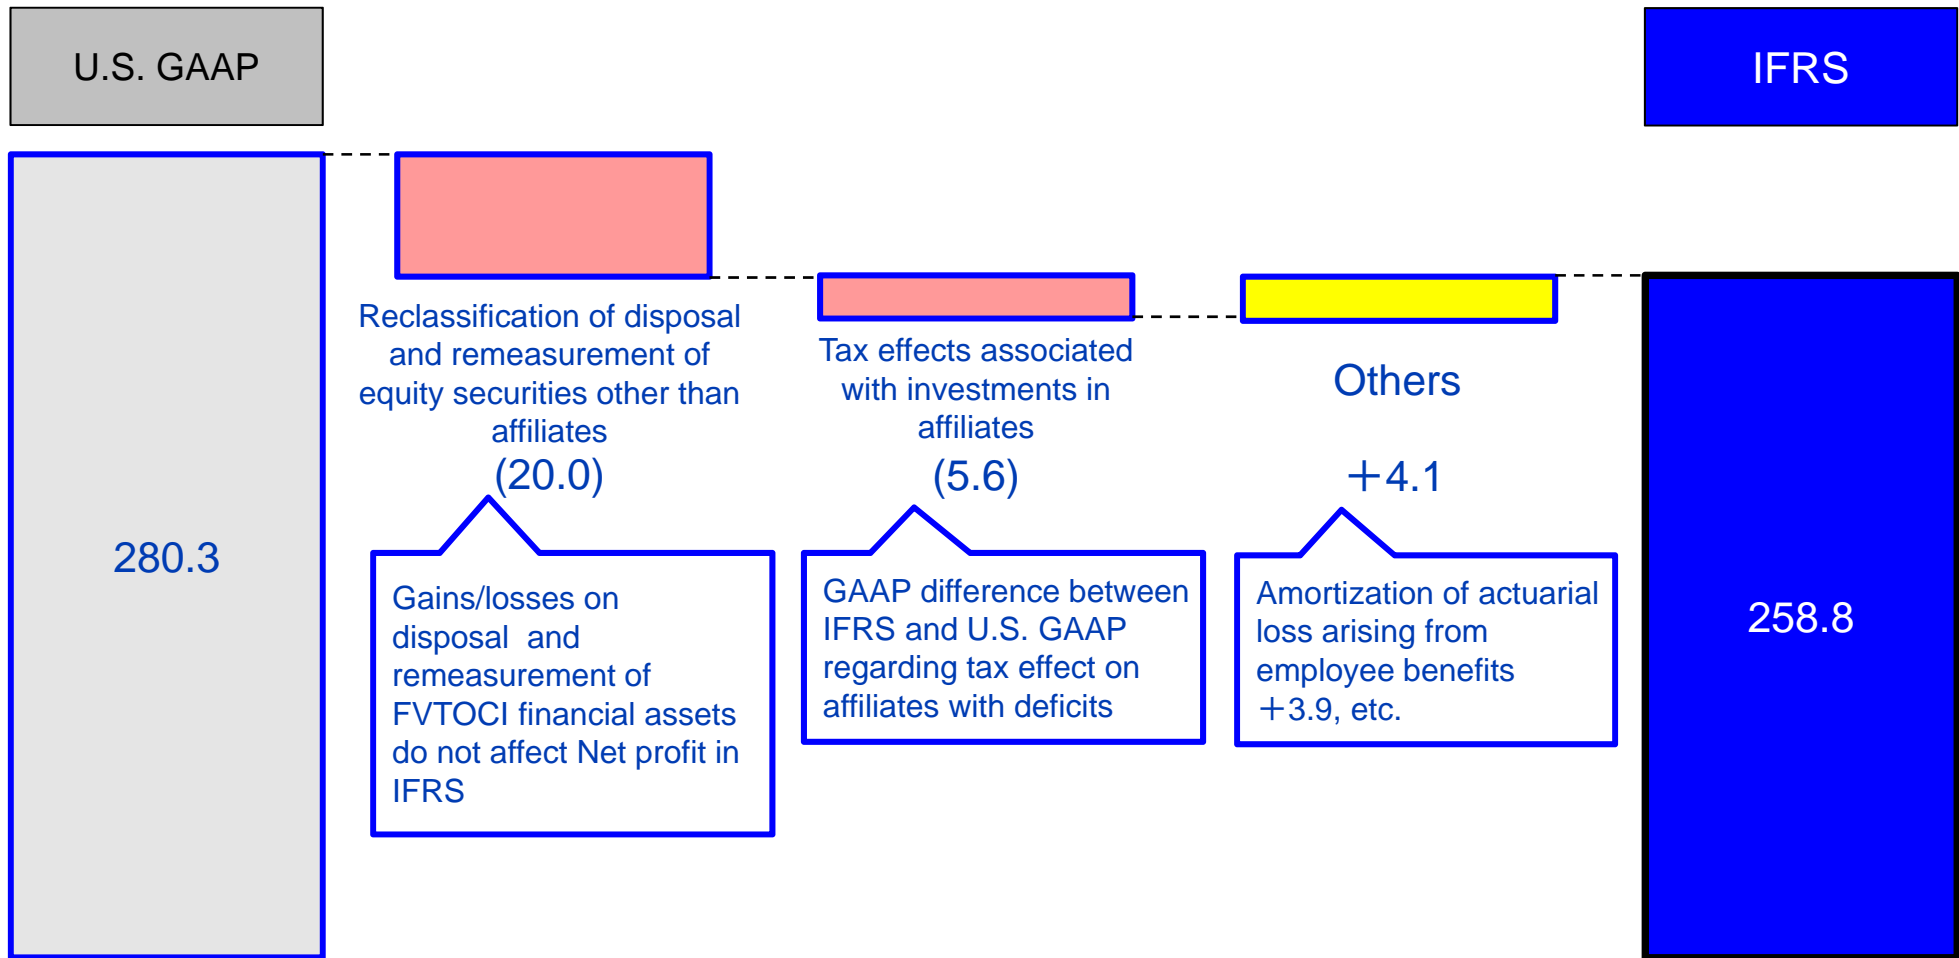 U.S. GAAP
IFRS
280.3
Reclassification of disposal
and remeasurement of
equity securities other than
affiliates
(20.0)
Gains/losses on
disposal and
remeasurement of
FVTOCI financial assets
do not affect Net profit in
IFRS
Tax effects associated
with investments in
affiliates
(5.6)
GAAP difference between
IFRS and U.S. GAAP
regarding tax effect on
affiliates with deficits
Others
+4.1
Amortization of actuarial
loss arising from
employee benefits
+3.9, etc.
258.8